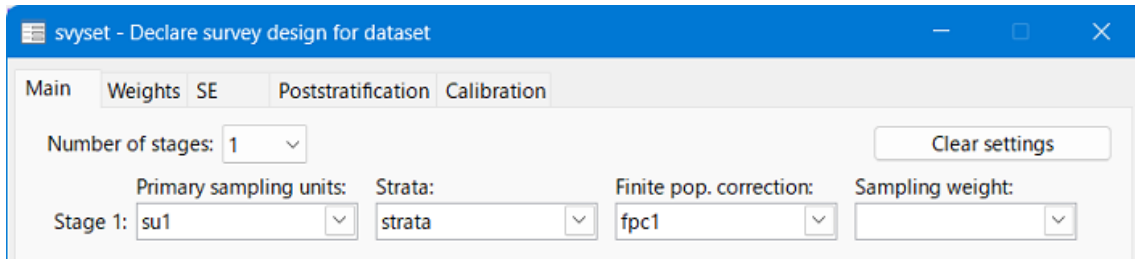 svyset - Declare survey design for dataset
Main Weights SE Poststratification Calibration
Number of stages: 1 Clear settings
Primary sampling units: Strata: Finite pop. correction: Sampling weight:
Stage 1: su1 strata fpc1